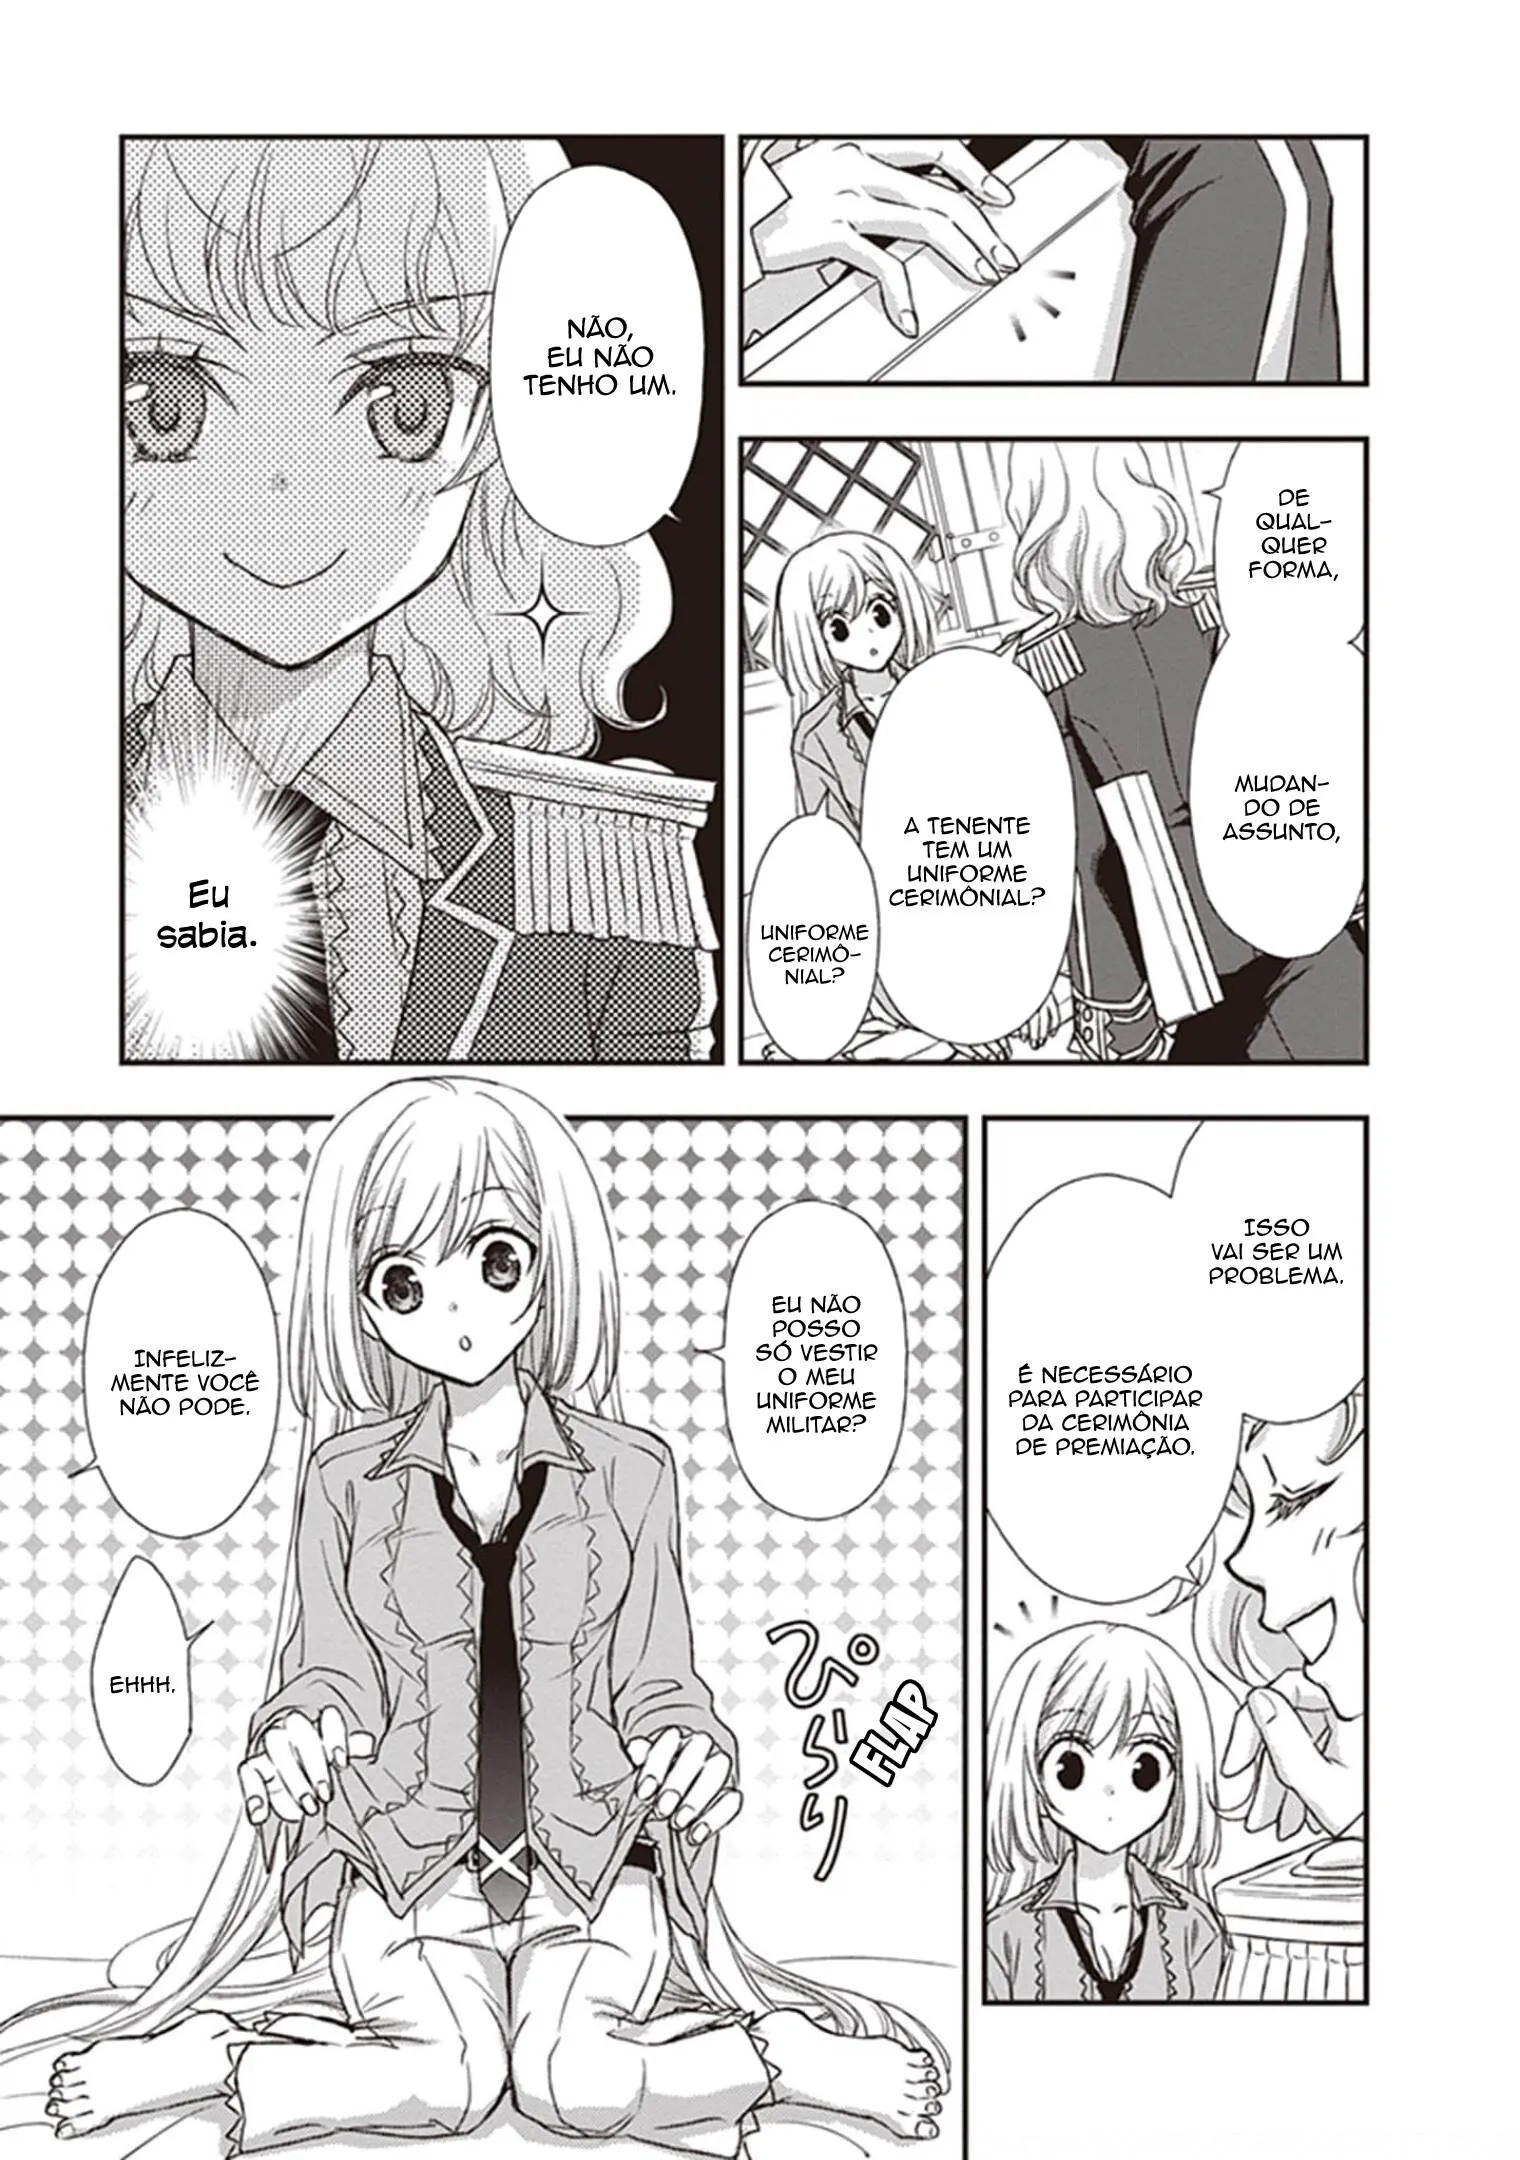 DE
QUAL-
QUER
FORMA,
MUDAN-
DO DE
ASSUNTO,
A TENENTE
TEM UM
UNIFORME
CERIMÔNIAL?
UNIFORME
CERIMÔ-
NIAL?
NÃO,
EU NÃO
TENHO UM.
Eu
sabia.
ISSO
VAI SER UM
PROBLEMA.
É NECESSÁRIO
PARA PARTICIPAR
DA CERIMÔNIA
DE PREMIAÇÃO.
EU NÃO
POSSO
SÓ VESTIR
O MEU
UNIFORME
MILITAR?
ぴらり
FLAP
INFELIZ-
MENTE VOCÊ
NÃO PODE.
EHHH.